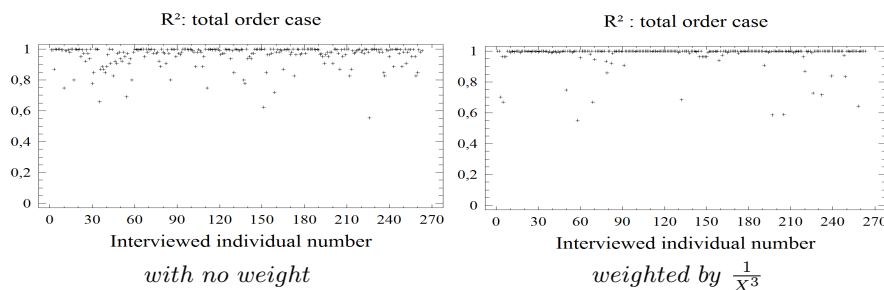 R²: total order case
1
0,8
0,6
0,4
0,2
0
0 30 60 90 120 150 180 210 240 270
Interviewed individual number
with no weight
R² : total order case
1
0,8
0,6
0,4
0,2
0
0 30 60 90 120 150 180 210 240 270
Interviewed individual number
weighted by 1/X³